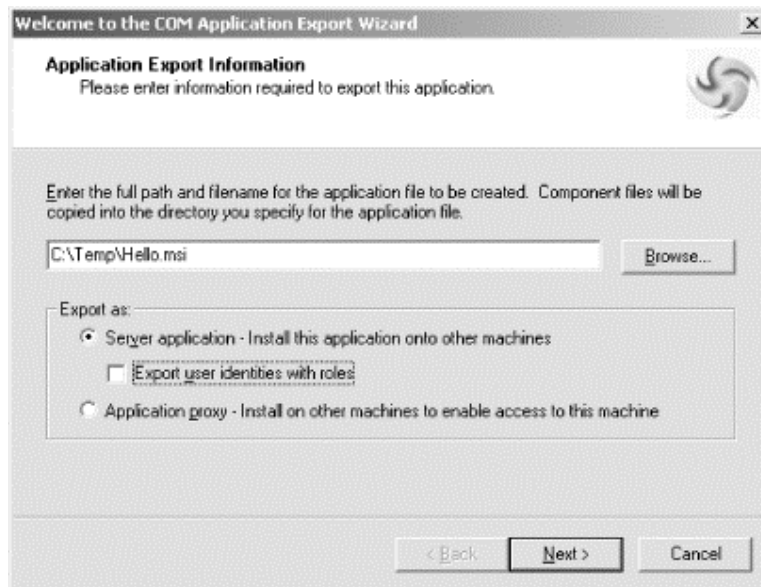 Welcome to the COM Application Export Wizard
Application Export Information
Please enter information required to export this application.
Enter the full path and filename for the application file to be created. Component files will be
copied into the directory you specify for the application file.
C:\Temp\Hello.msi
Browse...
Export as:
Server application - Install this application onto other machines
Export user identities with roles
Application proxy - Install on other machines to enable access to this machine
< Back
Next >
Cancel